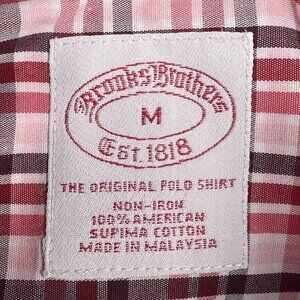 Brooks Brothers
M
Est. 1818
THE ORIGINAL POLO SHIRT
NON-IRON
100% AMERICAN
SUPIMA COTTON
MADE IN MALAYSIA